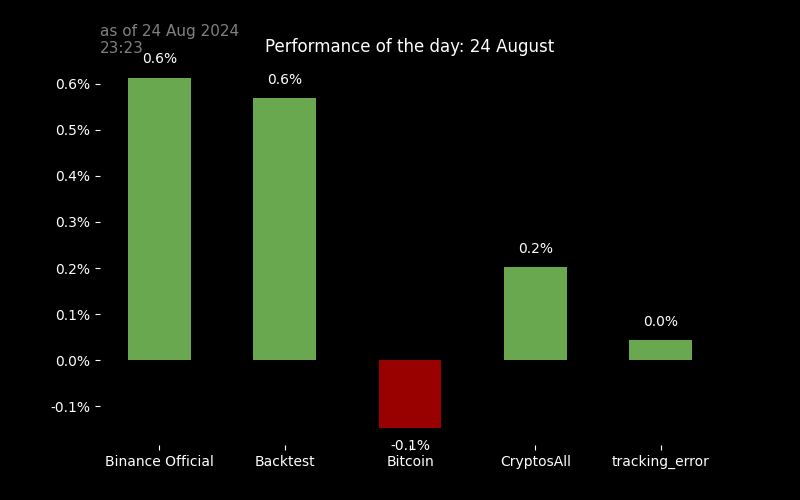 as of 24 Aug 2024
23:23
Performance of the day: 24 August
0.6%
0.6%
-0.1%
0.2%
0.0%
0.6%
0.5%
0.4%
0.3%
0.2%
0.1%
0.0%
-0.1%
Binance Official
Backtest
Bitcoin
CryptosAll
tracking_error